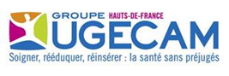 GROUPE HAUTS-DE-FRANCE
UGECAM
Soigner, rééduquer, réinsérer : la santé sans préjugés